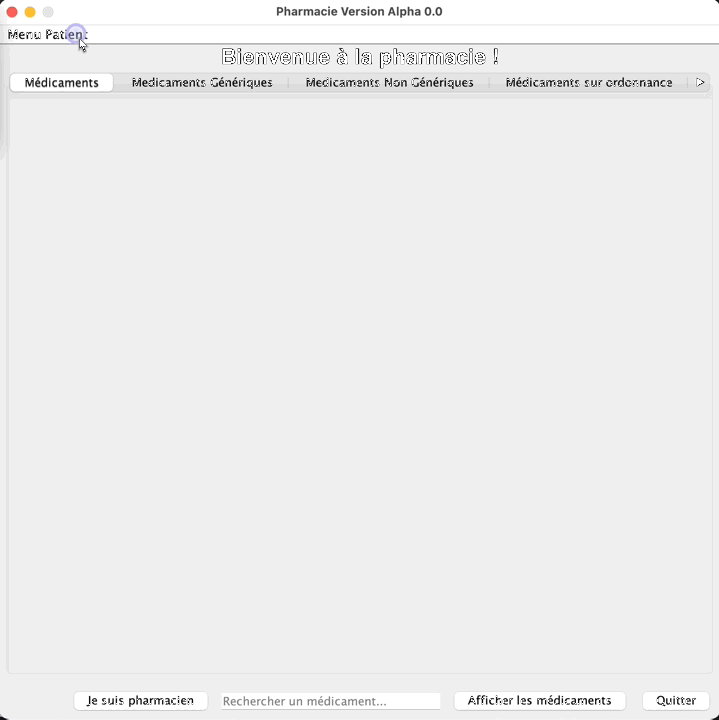 Pharmacie Version Alpha 0.0
Menu Patient
Bienvenue à la pharmacie !
Médicaments Medicaments Génériques Medicaments Non Génériques Médicaments sur ordonnance
Je suis pharmacien Rechercher un médicament... Afficher les médicaments Quitter